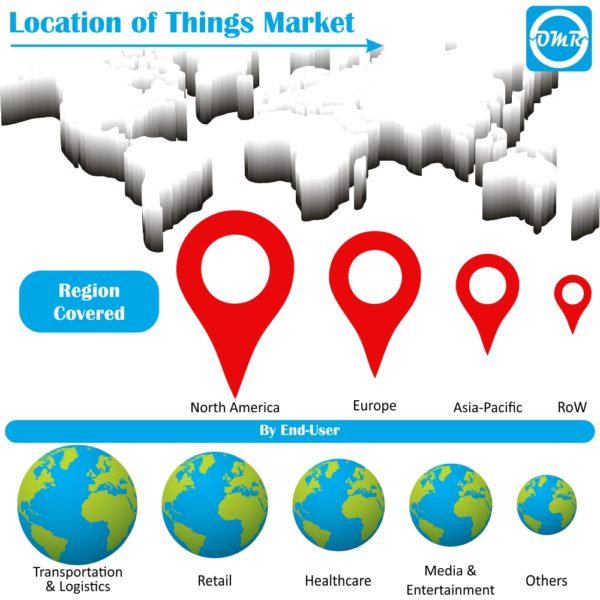 Location of Things Market
OMR
Region
Covered
North America
Europe
Asia-Pacific
RoW
By End-User
Transportation
& Logistics
Retail
Healthcare
Media &
Entertainment
Others